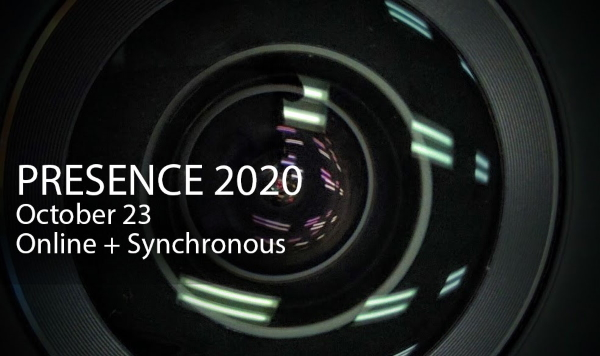 PRESENCE 2020
October 23
Online + Synchronous